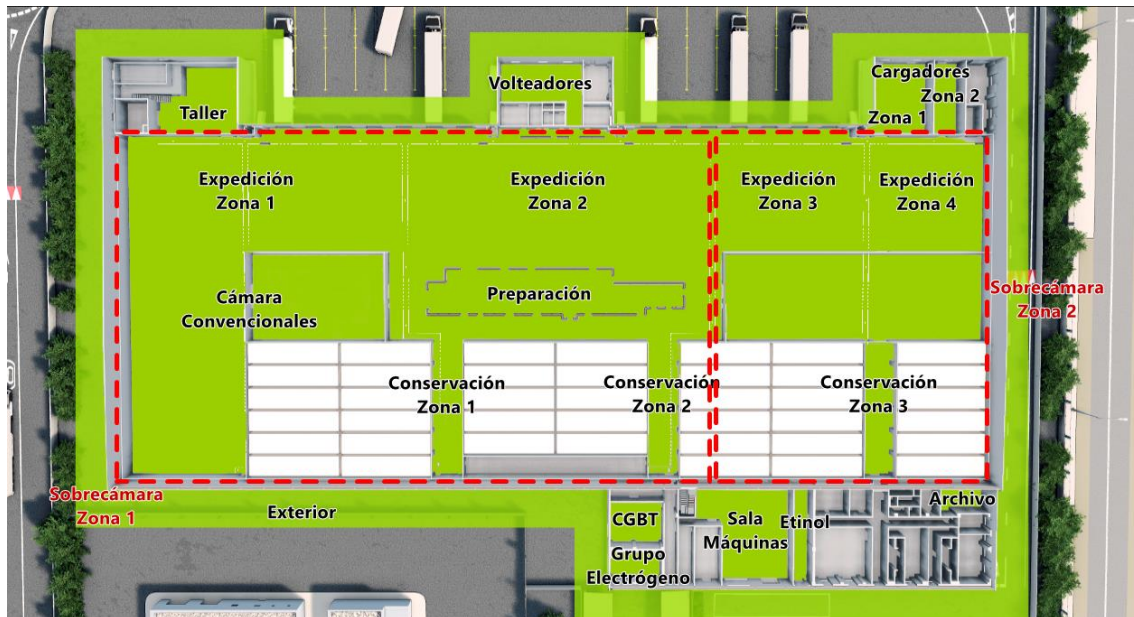 Volteadores
Cargadores
Zona 2
Taller
Zona 1
Expedición
Zona 1
Expedición
Zona 2
Expedición
Zona 3
Expedición
Zona 4
Cámara
Convencionales
Preparación
Sobrecámara
Zona 2
Conservación
Zona 1
Conservación
Zona 2
Conservación
Zona 3
Sobrecámara
Zona 1
Exterior
CGBT
Grupo
Electrógeno
Sala
Máquinas
Etinol
Archivo